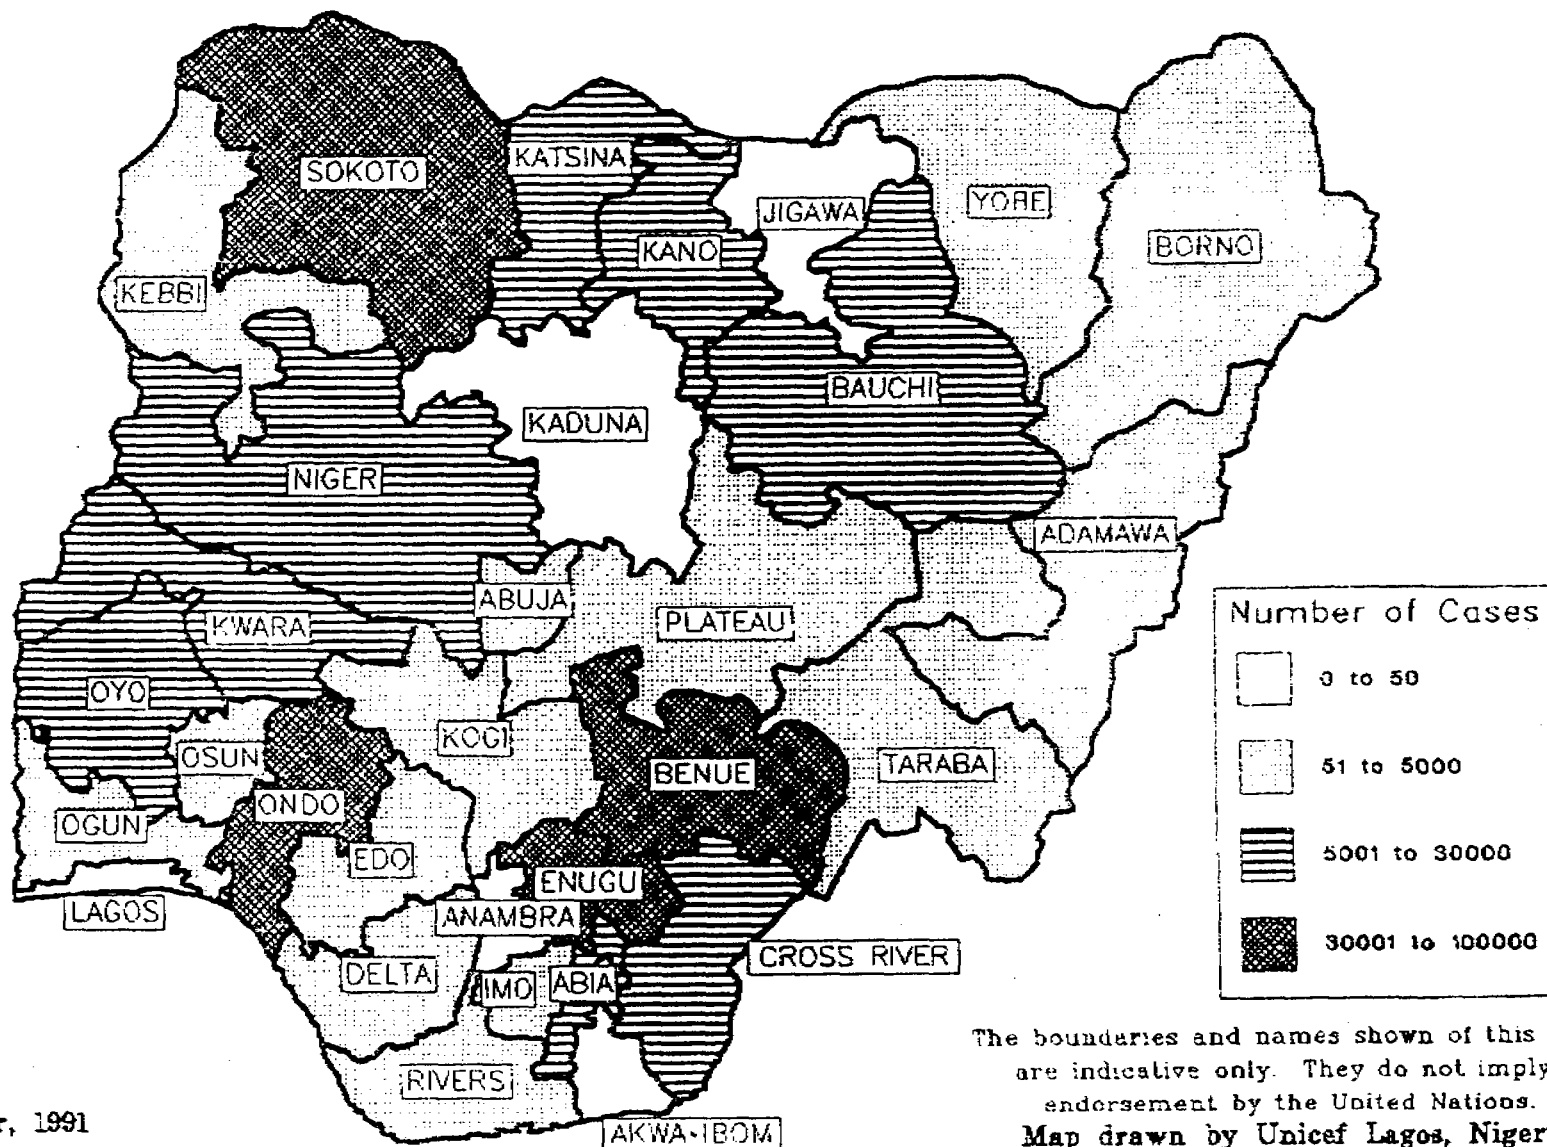 SOKOTO
KATSINA
JIGAWA
YOBE
KANO
BORNO
KEBBI
BAUCHI
KADUNA
NIGER
ADAMAWA
ABUJA
PLATEAU
KWARA
OYO
KOGI
OSUN
BENUE
TARABA
ONDO
OGUN
EDO
ENUGU
LAGOS
ANAMBRA
CROSS RIVER
DELTA
IMO
ABIA
RIVERS
AKWA-IBOM
Number of Cases
0 to 50
51 to 5000
5001 to 30000
30001 to 100000
The boundaries and names shown of this
are indicative only. They do not imply
endorsement by the United Nations.
Map drawn by Unicef Lagos, Niger
r, 1991